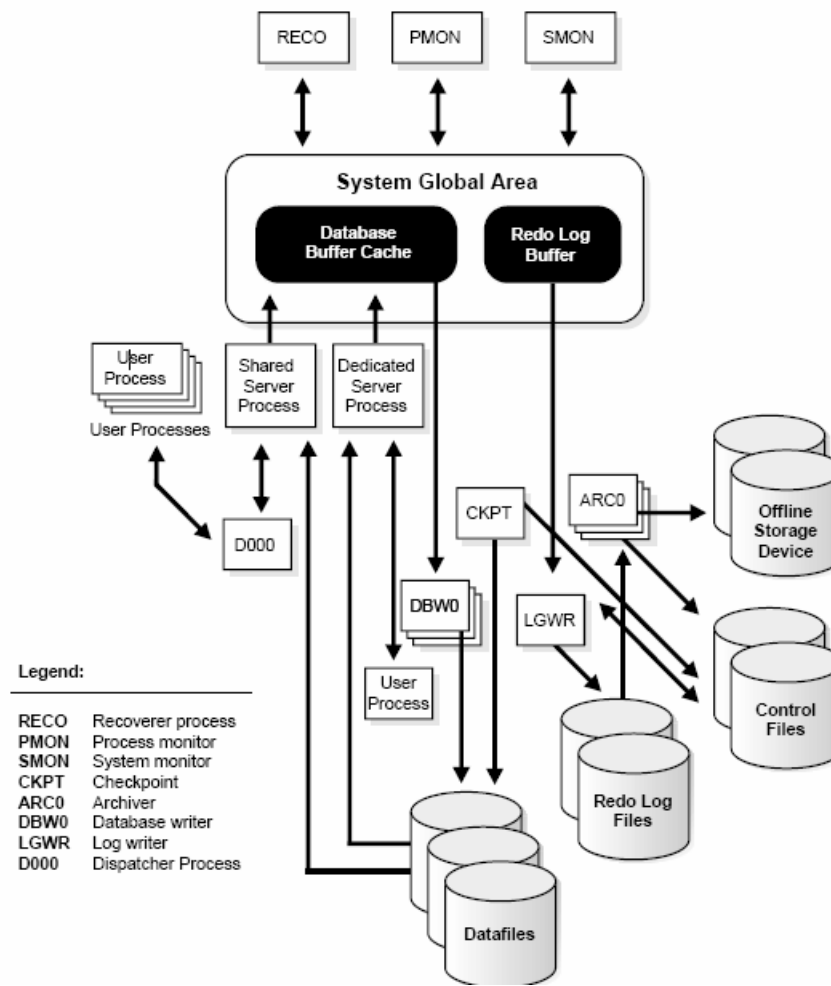 RECO
PMON
SMON
System Global Area
Database
Buffer Cache
Redo Log
Buffer
User
Process
User Processes
Shared
Server
Process
Dedicated
Server
Process
D000
CKPT
ARC0
Offline
Storage
Device
DBW0
LGWR
User
Process
Control
Files
Redo Log
Files
Datafiles
Legend:
RECO Recoverer process
PMON Process monitor
SMON System monitor
CKPT Checkpoint
ARC0 Archiver
DBW0 Database writer
LGWR Log writer
D000 Dispatcher Process